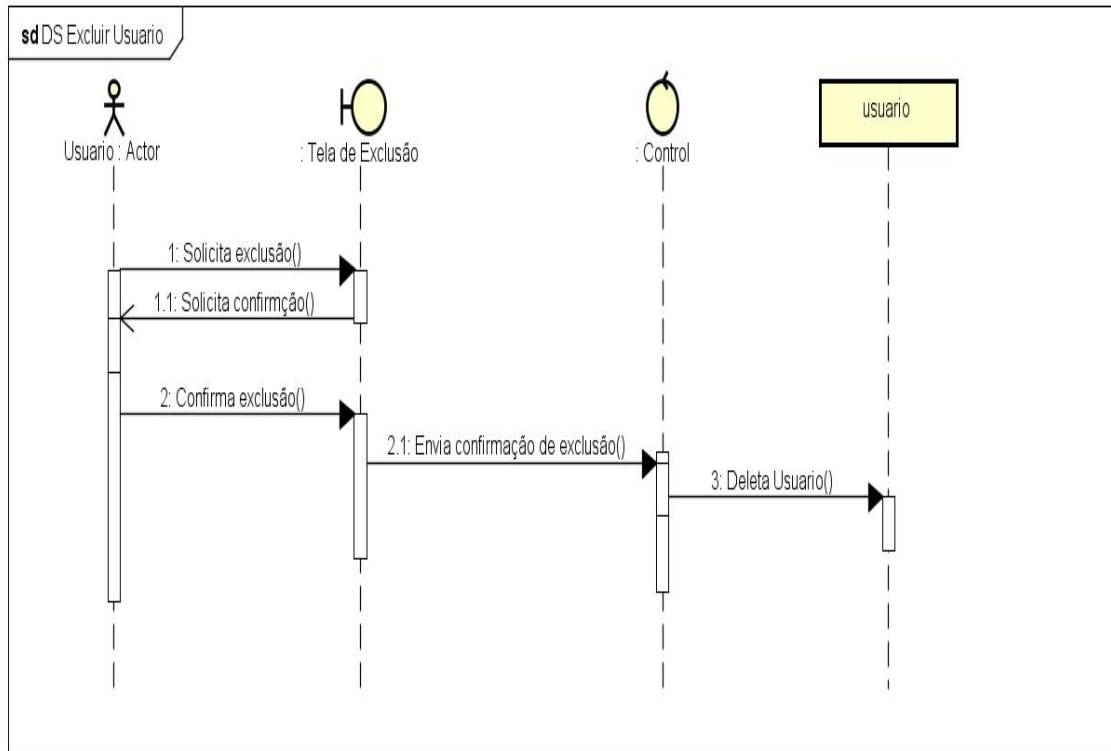 sd DS Excluir Usuario
Usuario : Actor
: Tela de Exclusão
: Control
usuario
1: Solicita exclusão()
1.1: Solicita confirmção()
2: Confirma exclusão()
2.1: Envia confirmação de exclusão()
3: Deleta Usuario()